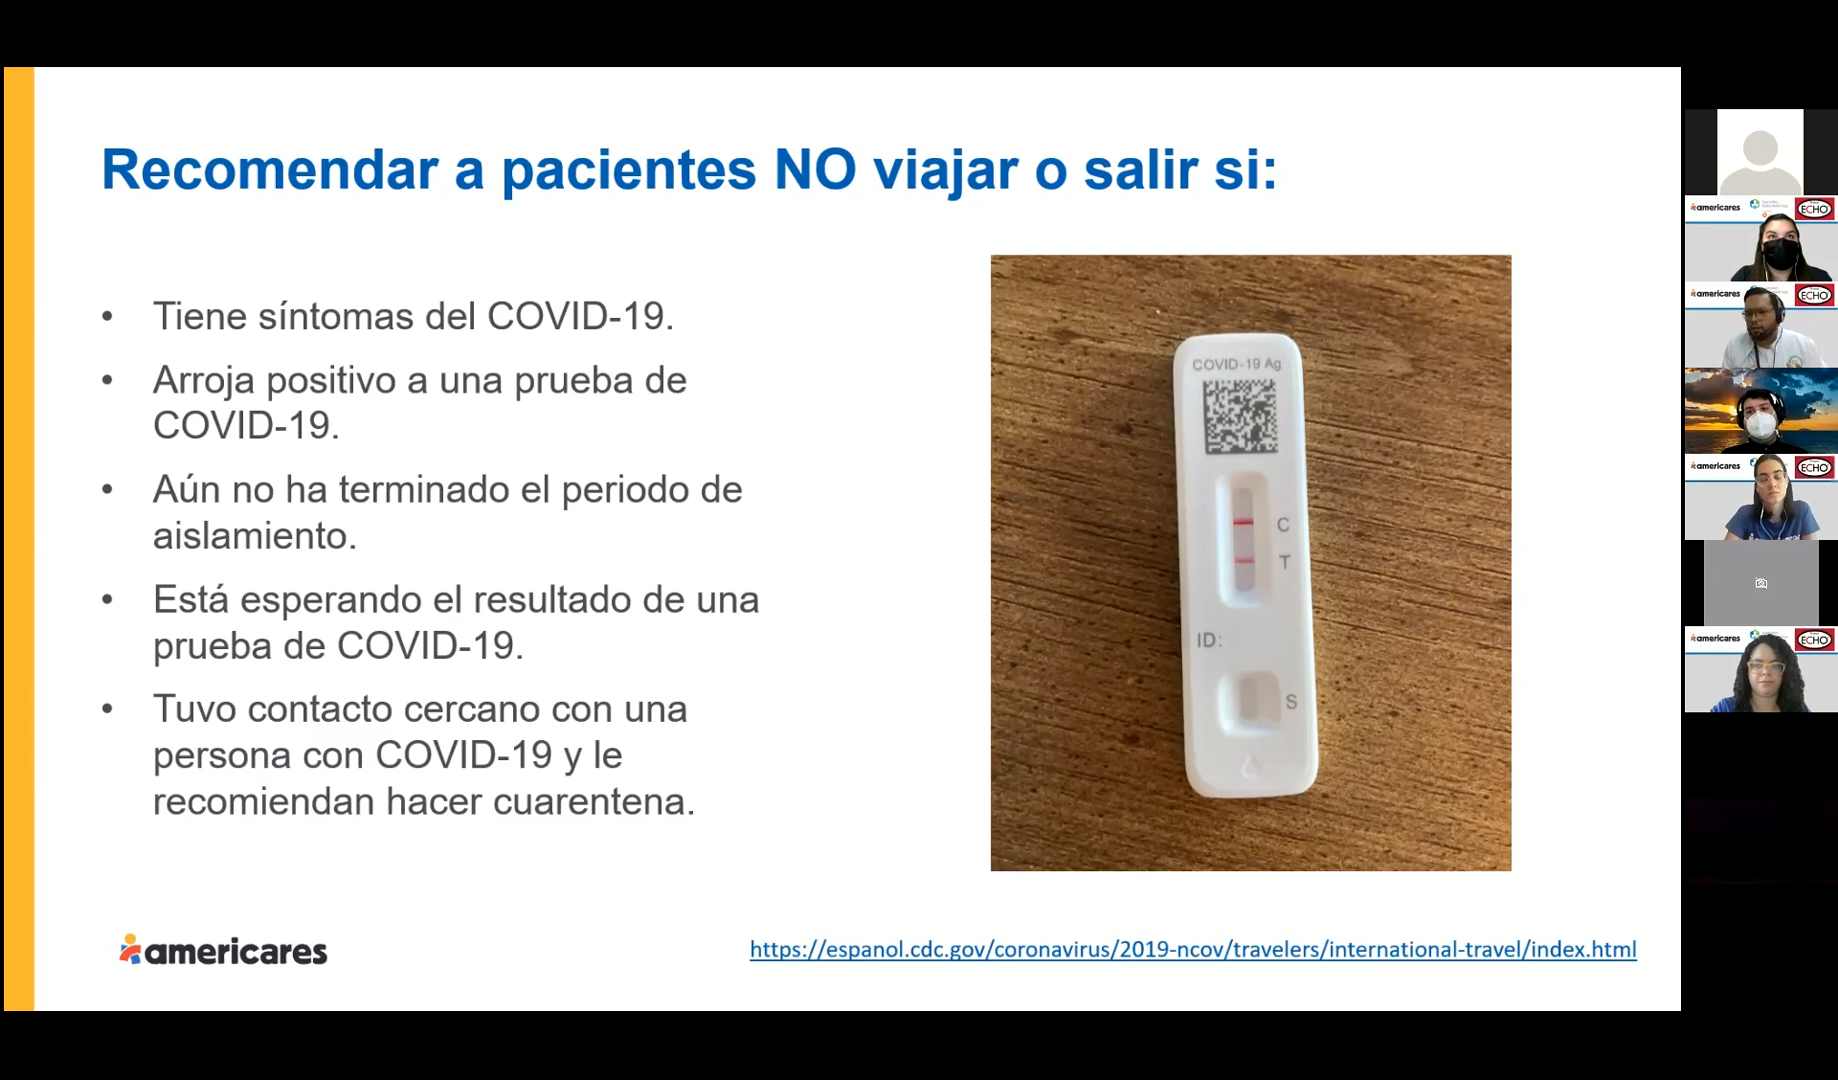 Recomendar a pacientes NO viajar o salir si:
• Tiene síntomas del COVID-19.
• Arroja positivo a una prueba de
COVID-19.
• Aún no ha terminado el periodo de
aislamiento.
• Está esperando el resultado de una
prueba de COVID-19.
• Tuvo contacto cercano con una
persona con COVID-19 y le
recomiendan hacer cuarentena.
COVID-19 Ag
C
T
ID:
S
americares
https://espanol.cdc.gov/coronavirus/2019-ncov/travelers/international-travel/index.html
americares
ECHO
americares
ECHO
americares
ECHO
americares
ECHO